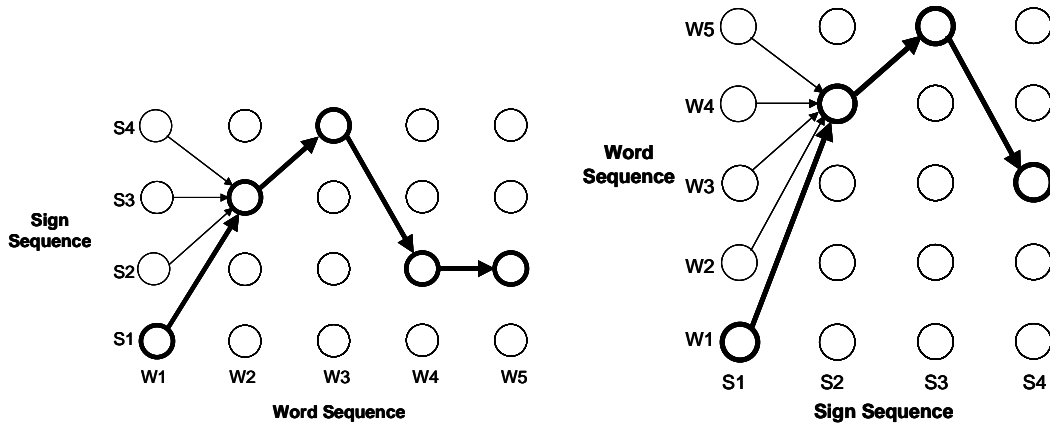 S4
S3
Sign
Sequence
S2
S1
W1 W2 W3 W4 W5
Word Sequence
W5
W4
Word
Sequence
W3
W2
W1
S1 S2 S3 S4
Sign Sequence